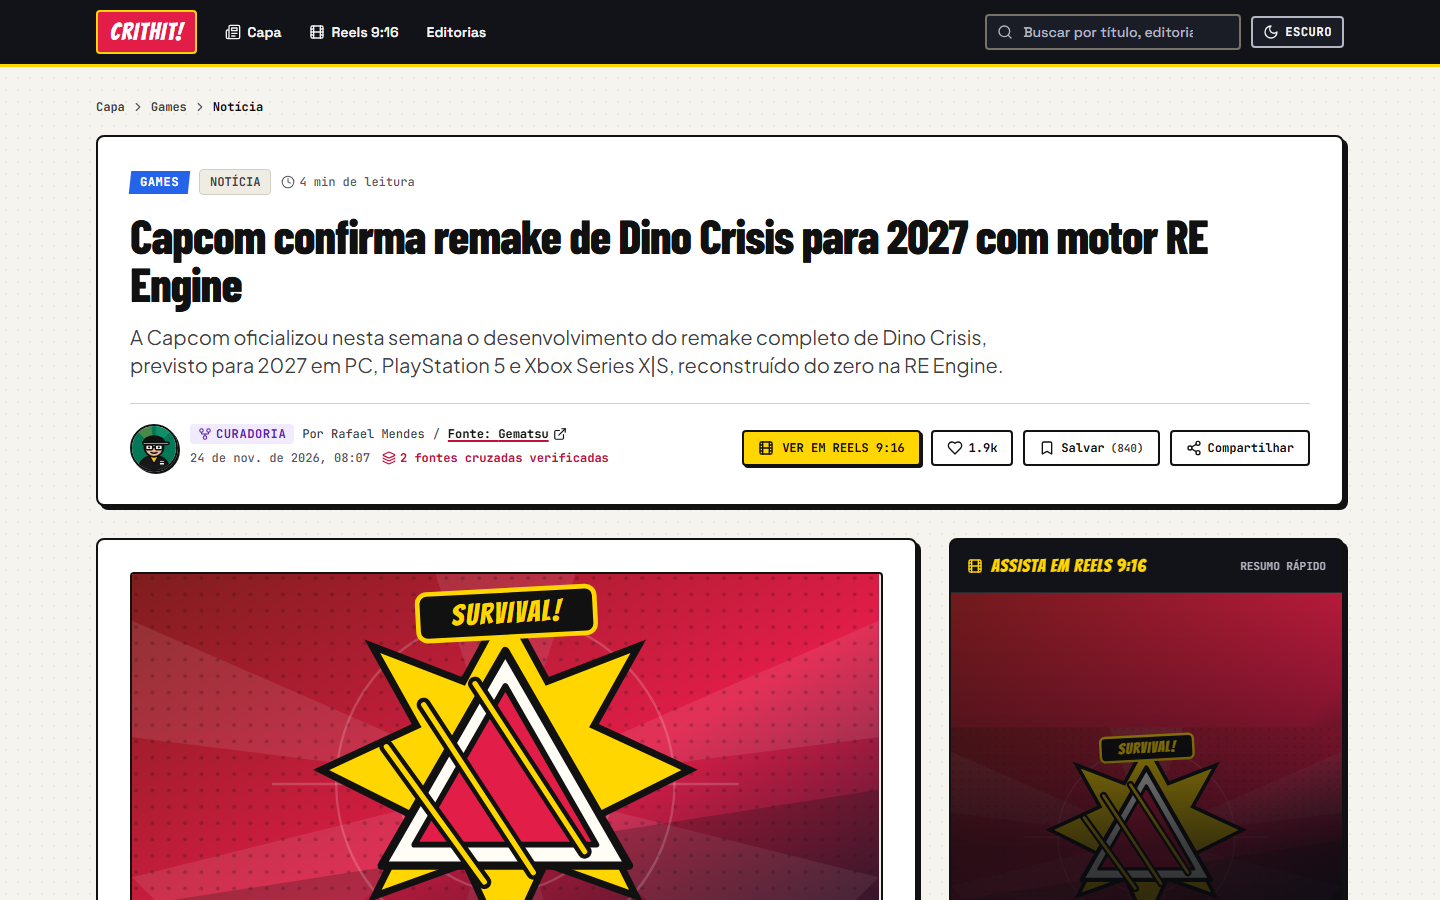 CRITHIT!
Capa
Reels 9:16
Editorias
Buscar por título, editoria
ESCURO
Capa > Games > Notícia
GAMES
NOTÍCIA
4 min de leitura
Capcom confirma remake de Dino Crisis para 2027 com motor RE
Engine
A Capcom oficializou nesta semana o desenvolvimento do remake completo de Dino Crisis,
previsto para 2027 em PC, PlayStation 5 e Xbox Series X|S, reconstruído do zero na RE Engine.
CURADORIA Por Rafael Mendes / Fonte: Gematsu
24 de nov. de 2026, 08:07 2 fontes cruzadas verificadas
VER EM REELS 9:16
1.9k
Salvar (840)
Compartilhar
SURVIVAL!
ASSISTA EM REELS 9:16
RESUMO RÁPIDO
SURVIVAL!